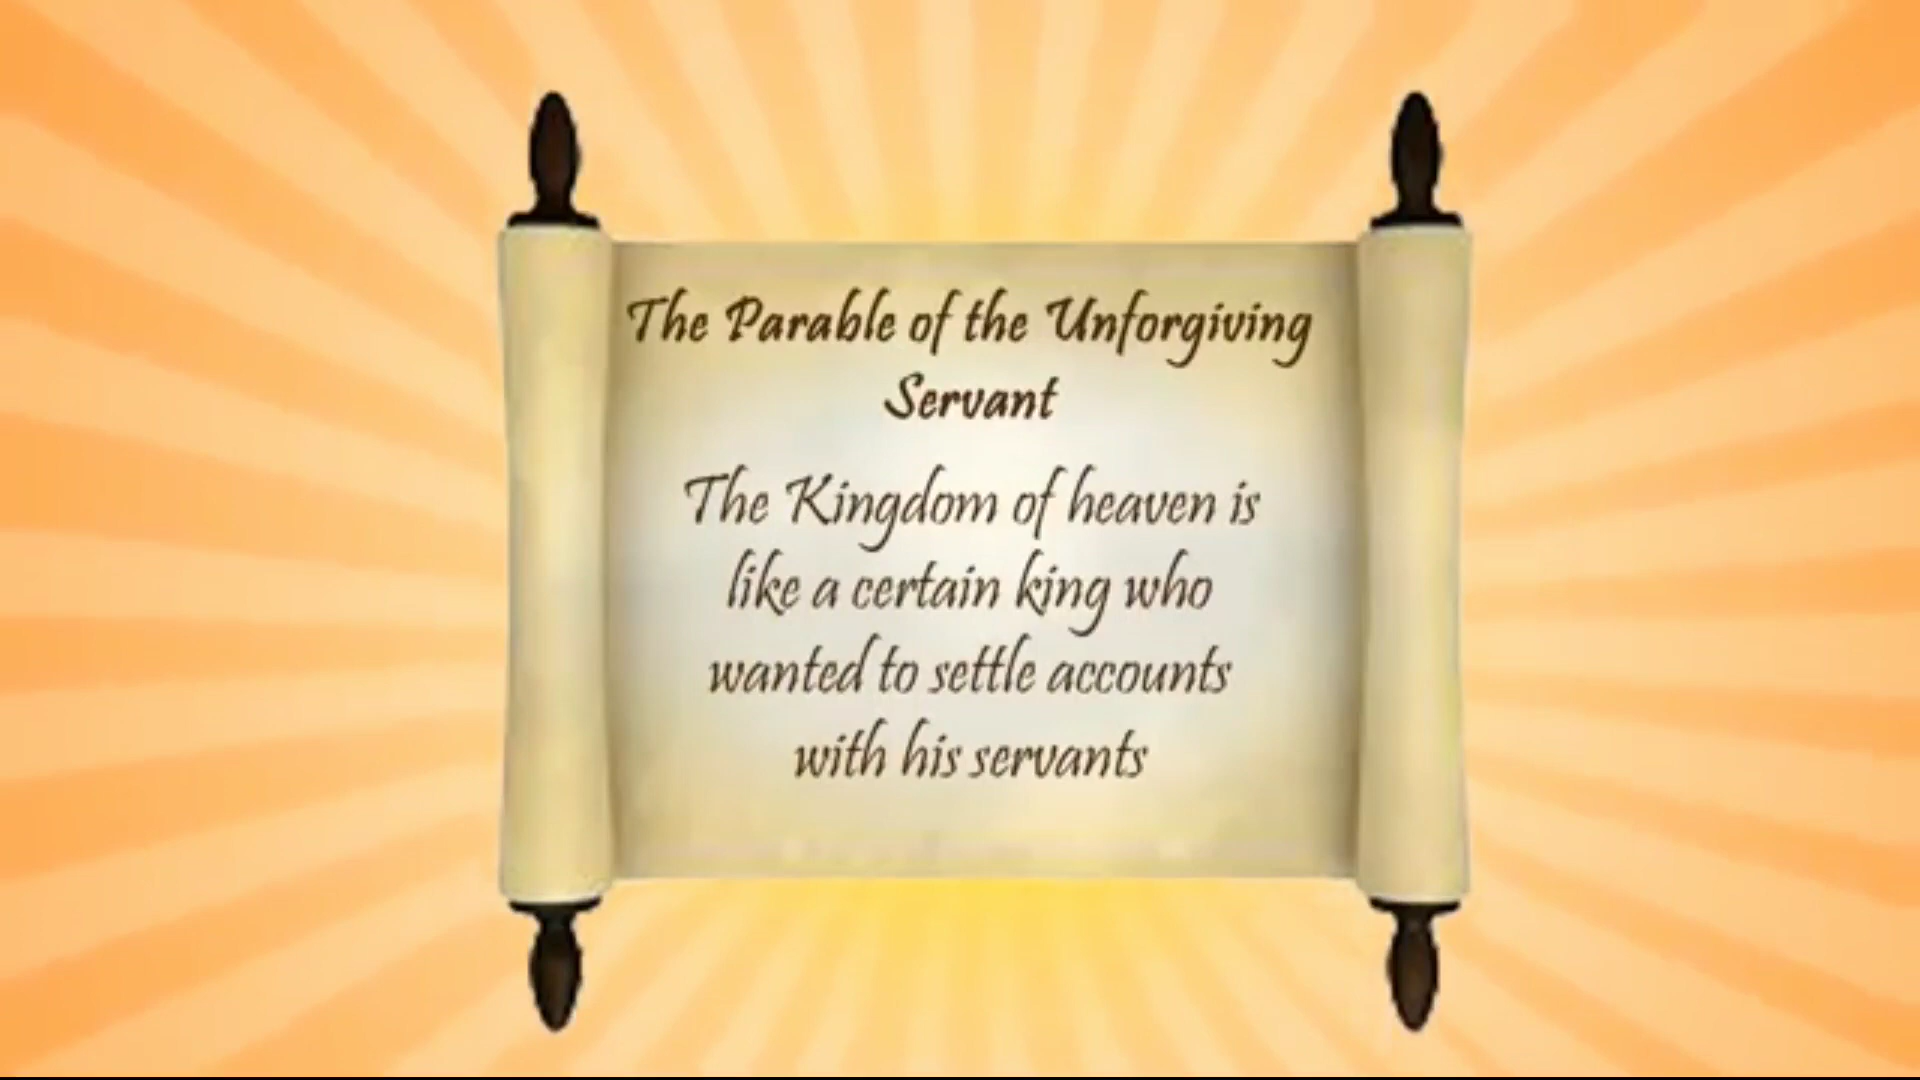 The Parable of the Unforgiving
Servant
The Kingdom of heaven is
like a certain king who
wanted to settle accounts
with his servants